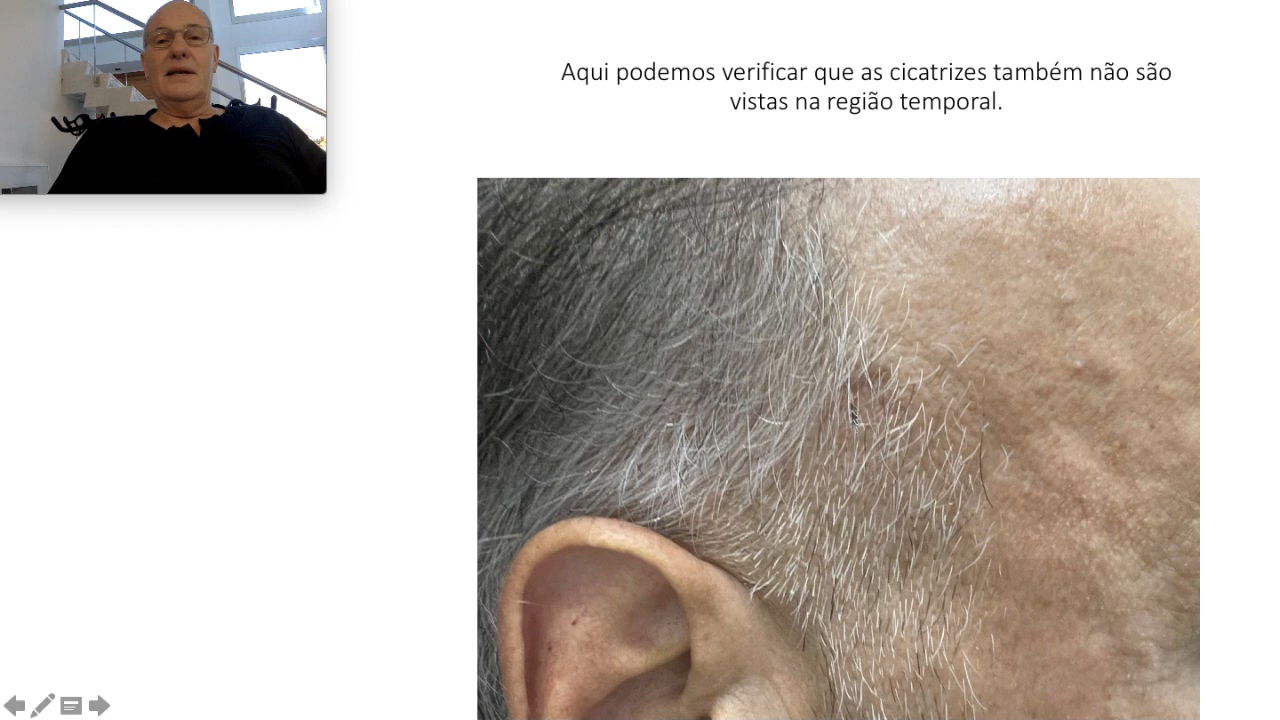 Aqui podemos verificar que as cicatrizes também não são
vistas na região temporal.